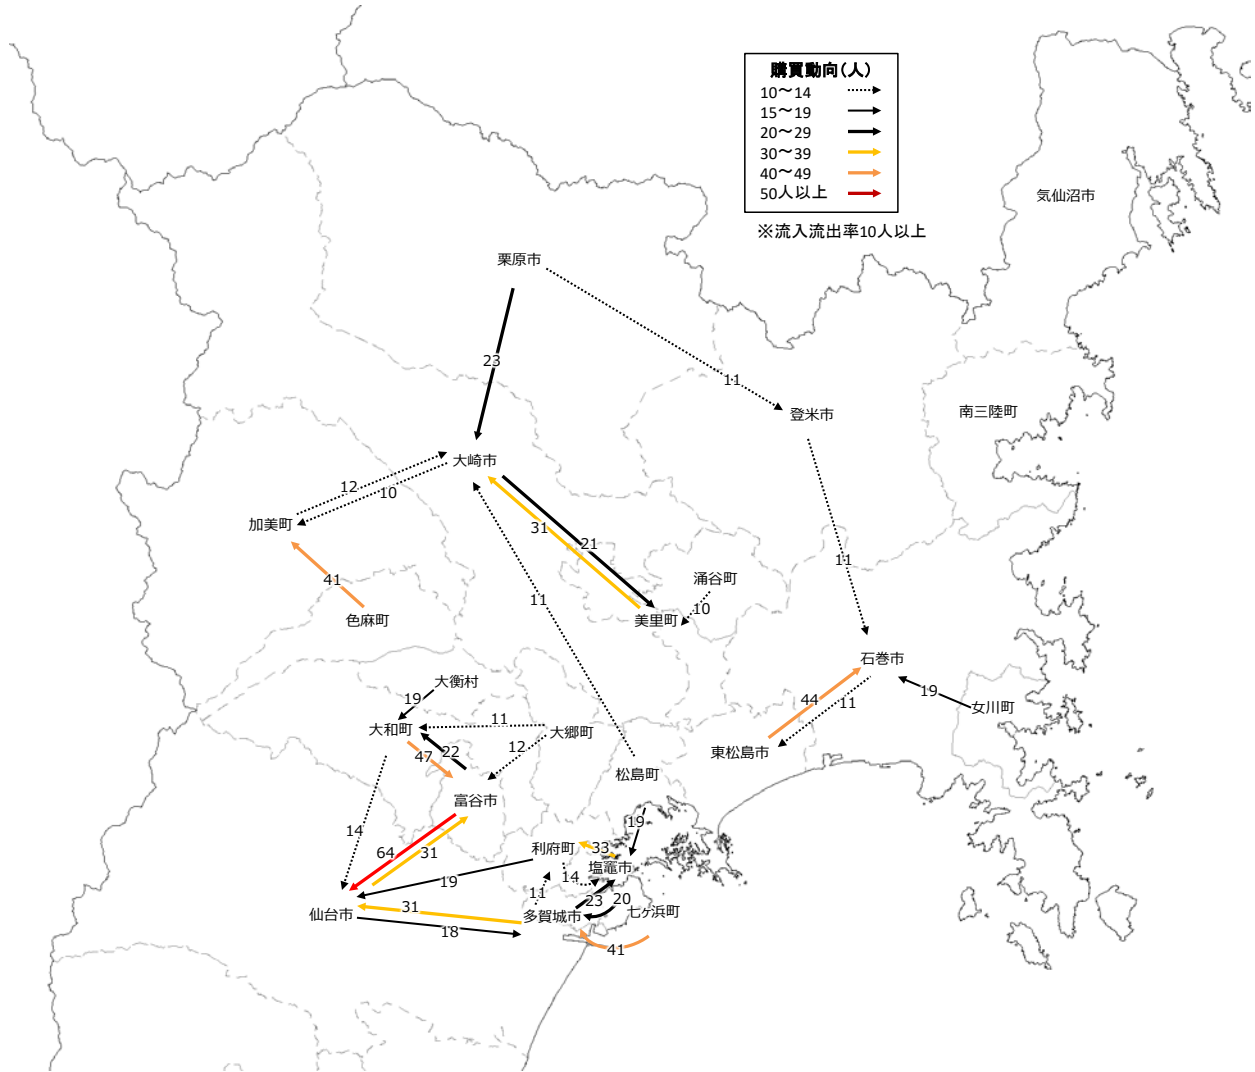 購買動向(人)
10～14
15～19
20～29
30～39
40～49
50人以上
※流入流出率10人以上
気仙沼市
栗原市
23
11
登米市
南三陸町
大崎市
12
10
加美町
31
21
11
41
色麻町
涌谷町
10
美里町
11
石巻市
大衡村
19
44
11
19
女川町
大和町
11
大郷町
12
22
47
東松島市
松島町
富谷市
14
64
31
19
利府町
33
塩竈市
19
14
11
23
20
仙台市
31
多賀城市
七ヶ浜町
18
41